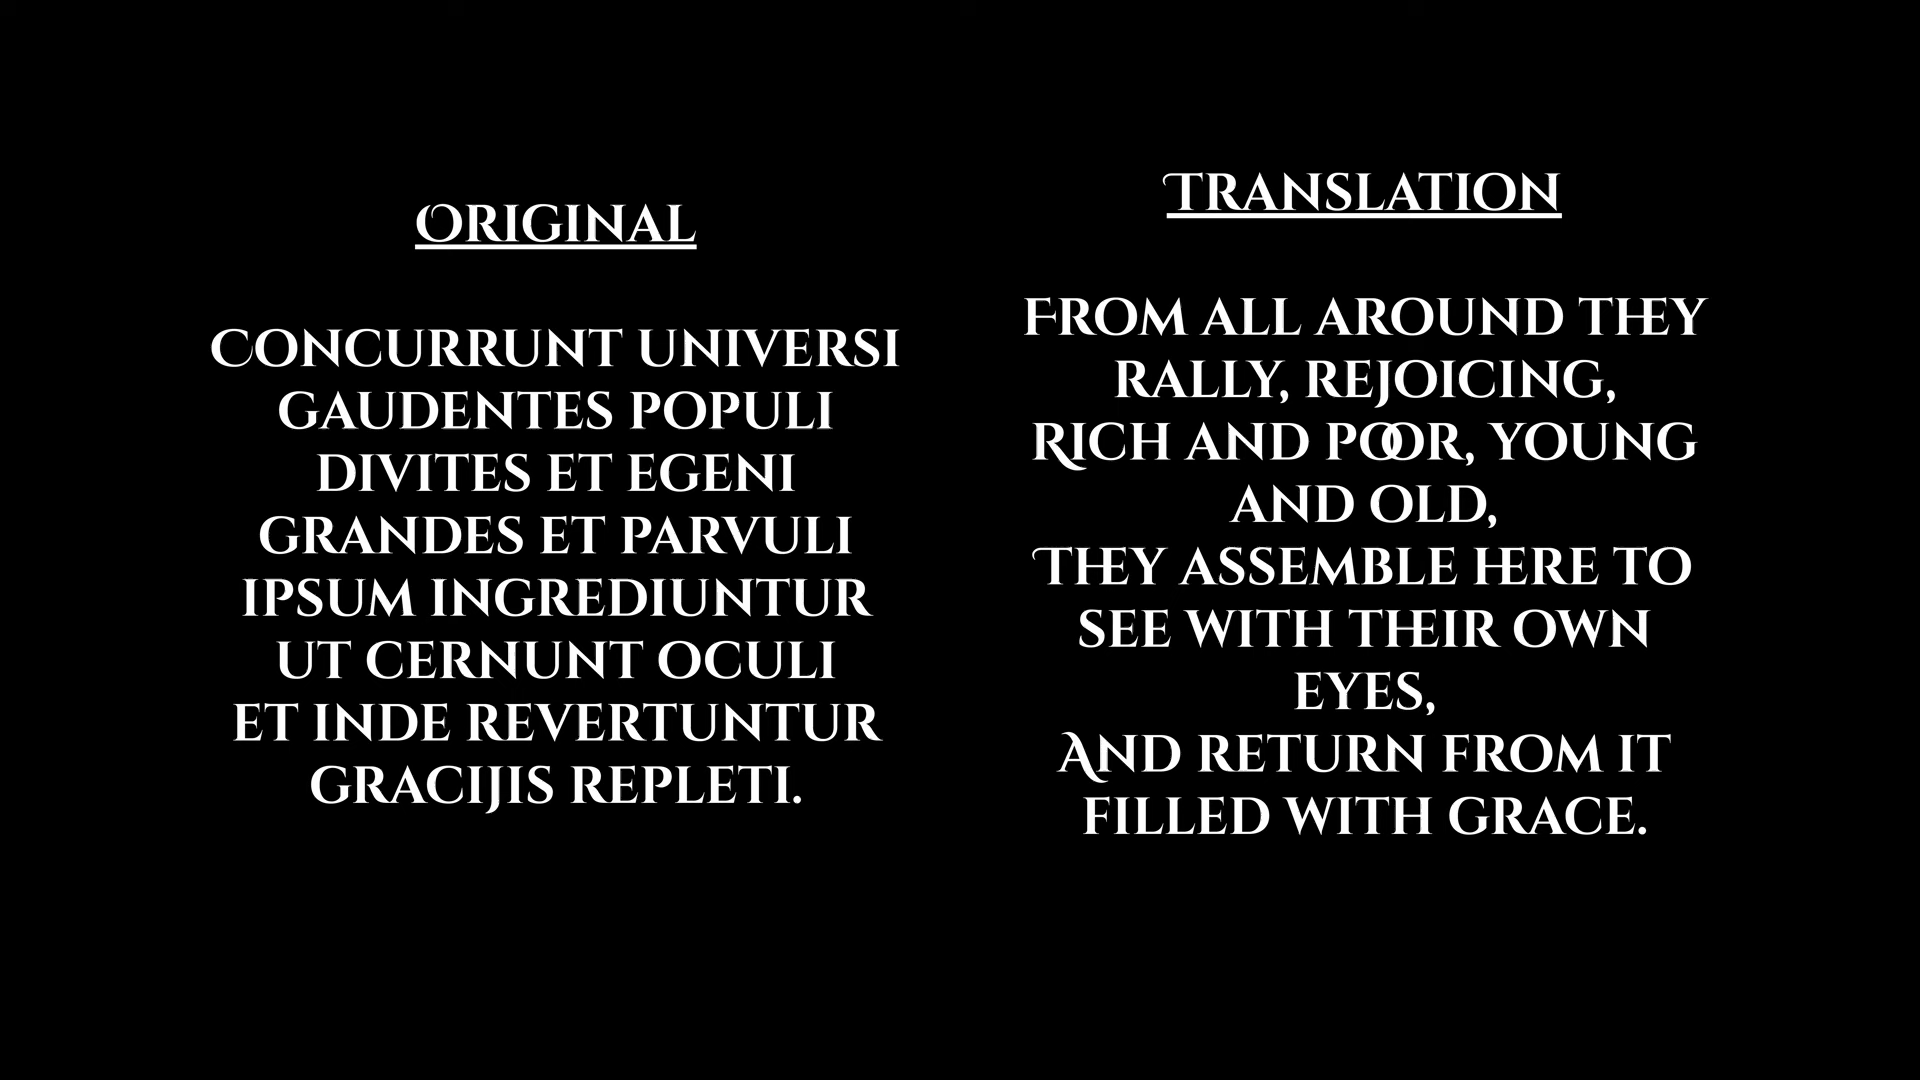 Original
Concurrunt universi
gaudentes populi
divites et egeni
grandes et parvuli
ipsum ingrediuntur
ut cernunt oculi
et inde revertuntur
gracijis repleti.
Translation
From all around they
rally, rejoicing,
Rich and poor, young
and old,
They assemble here to
see with their own
eyes,
And return from it
filled with grace.